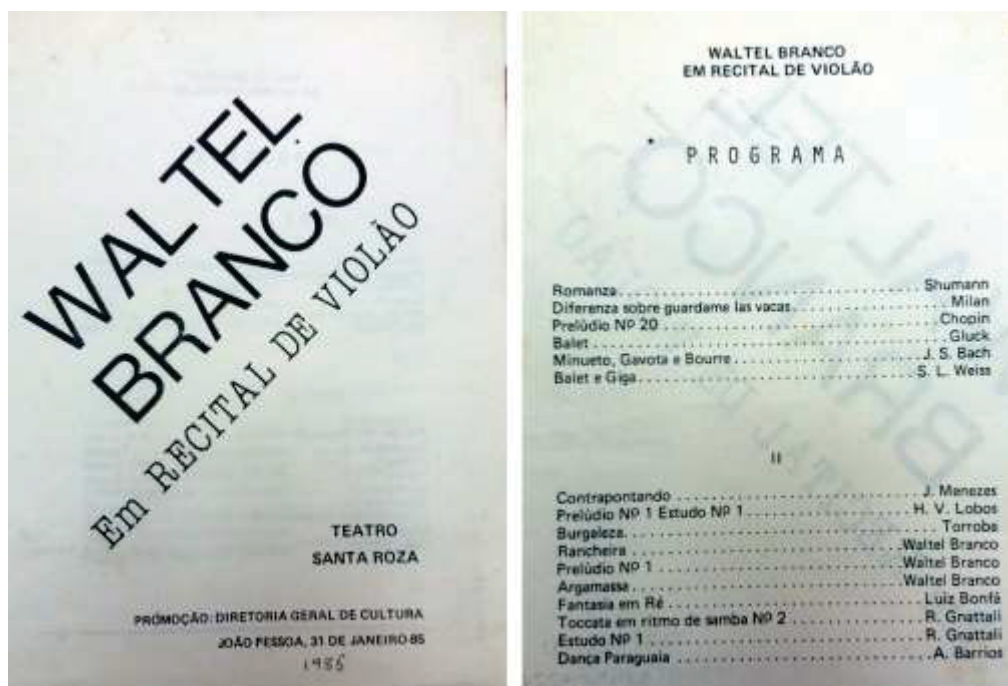 WALTEL
BRANCO
Em RECITAL DE VIOLÃO
TEATRO
SANTA ROZA
PROMOÇÃO: DIRETORIA GERAL DE CULTURA
JOÃO PESSOA, 31 DE JANEIRO-85
1985
WALTEL BRANCO
EM RECITAL DE VIOLÃO
PROGRAMA
Romanza. . . . . . . . . . Shumann
Diferenza sobre guardame las vacas. . . . . . . . . . Milan
Prelúdio Nº 20 . . . . . . . . . . Chopin
Balet . . . . . . . . . . Gluck
Minueto, Gavota e Bourre . . . . . . . . . . J. S. Bach
Balet e Giga. . . . . . . . . . S. L. Weiss
II
Contrapontando . . . . . . . . . . J. Menezes
Prelúdio Nº 1 Estudo Nº 1. . . . . . . . . . H. V. Lobos
Burgaleza. . . . . . . . . . Torroba
Rancheira . . . . . . . . . . Waltel Branco
Prelúdio Nº 1 . . . . . . . . . . Waltel Branco
Argamassa. . . . . . . . . . Waltel Branco
Fantasia em Ré . . . . . . . . . . Luiz Bonfá
Toccata em ritmo de samba Nº 2 . . . . . . . . . . R. Gnattali
Estudo Nº 1 . . . . . . . . . . R. Gnattali
Dança Paraguaia . . . . . . . . . . A. Barrios